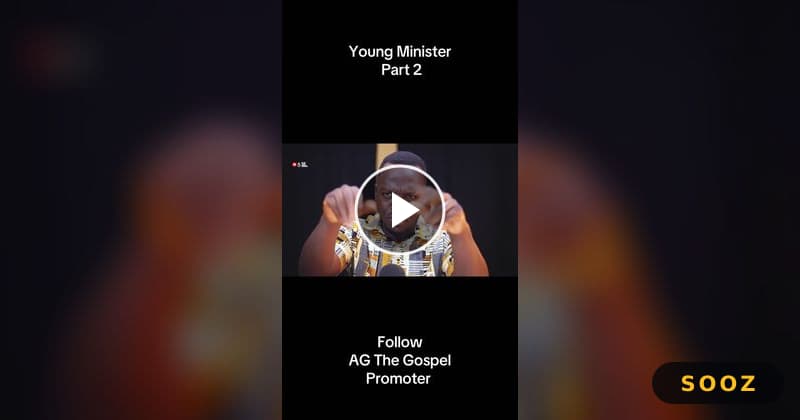 Young Minister
Part 2
Follow
AG The Gospel
Promoter
SOOZ